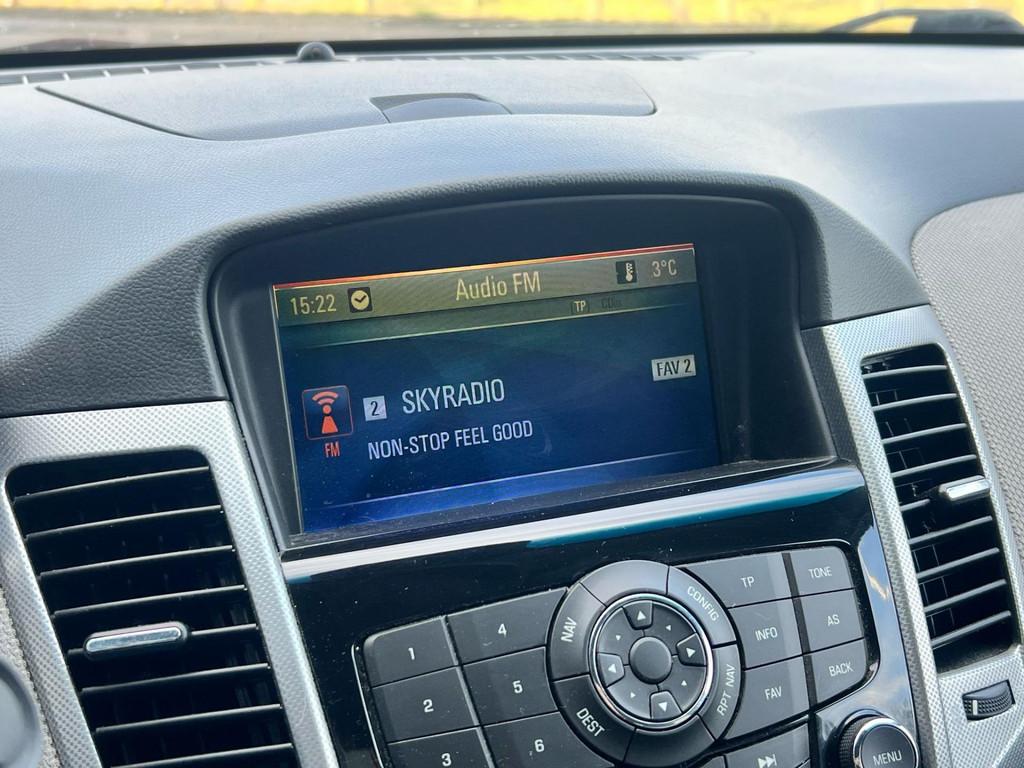 15:22 Audio FM 3°C
TP CDin
FAV 2
2 SKYRADIO
FM NON-STOP FEEL GOOD
1 4 NAV CONFIG TP TONE
2 5 INFO AS
3 6 DEST RPT NAV FAV BACK
MENU